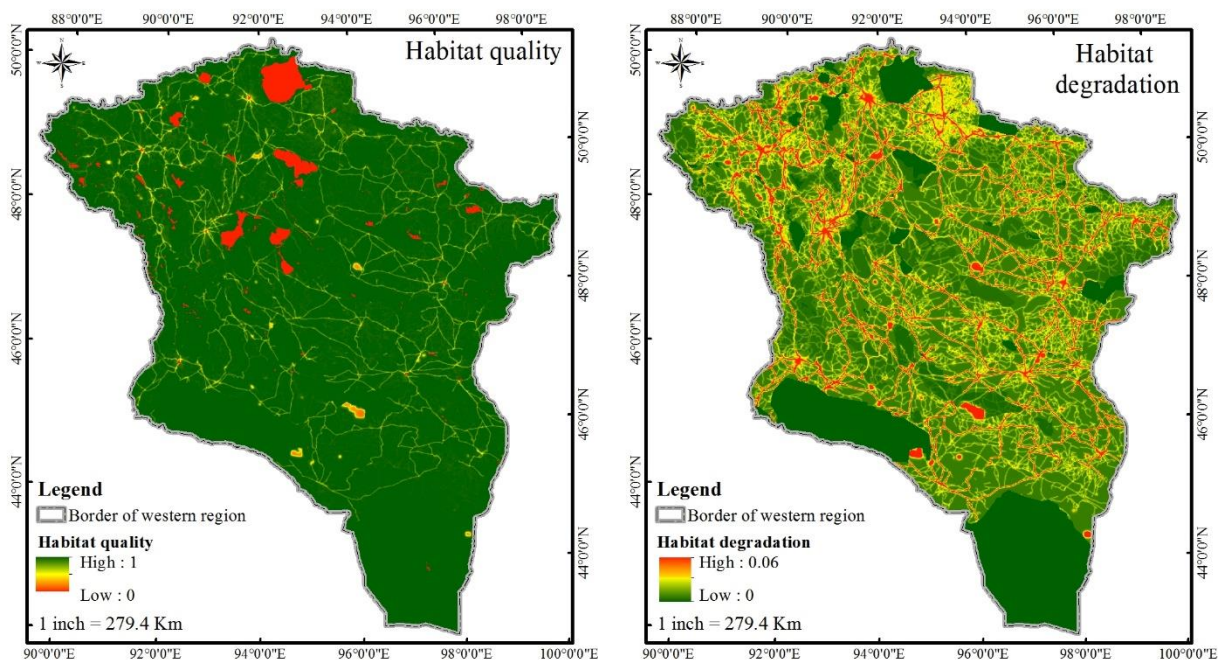 88°0'0"E 90°0'0"E 92°0'0"E 94°0'0"E 96°0'0"E 98°0'0"E
Habitat quality
N
W E
S
50°0'0"N
48°0'0"N
46°0'0"N
44°0'0"N
50°0'0"N
48°0'0"N
46°0'0"N
44°0'0"N
Legend
Border of western region
Habitat quality
High : 1
Low : 0
1 inch = 279.4 Km
90°0'0"E 92°0'0"E 94°0'0"E 96°0'0"E 98°0'0"E 100°0'0"E
88°0'0"E 90°0'0"E 92°0'0"E 94°0'0"E 96°0'0"E 98°0'0"E
Habitat
degradation
N
W E
S
50°0'0"N
48°0'0"N
46°0'0"N
44°0'0"N
50°0'0"N
48°0'0"N
46°0'0"N
44°0'0"N
Legend
Border of western region
Habitat degradation
High : 0.06
Low : 0
1 inch = 279.4 Km
90°0'0"E 92°0'0"E 94°0'0"E 96°0'0"E 98°0'0"E 100°0'0"E